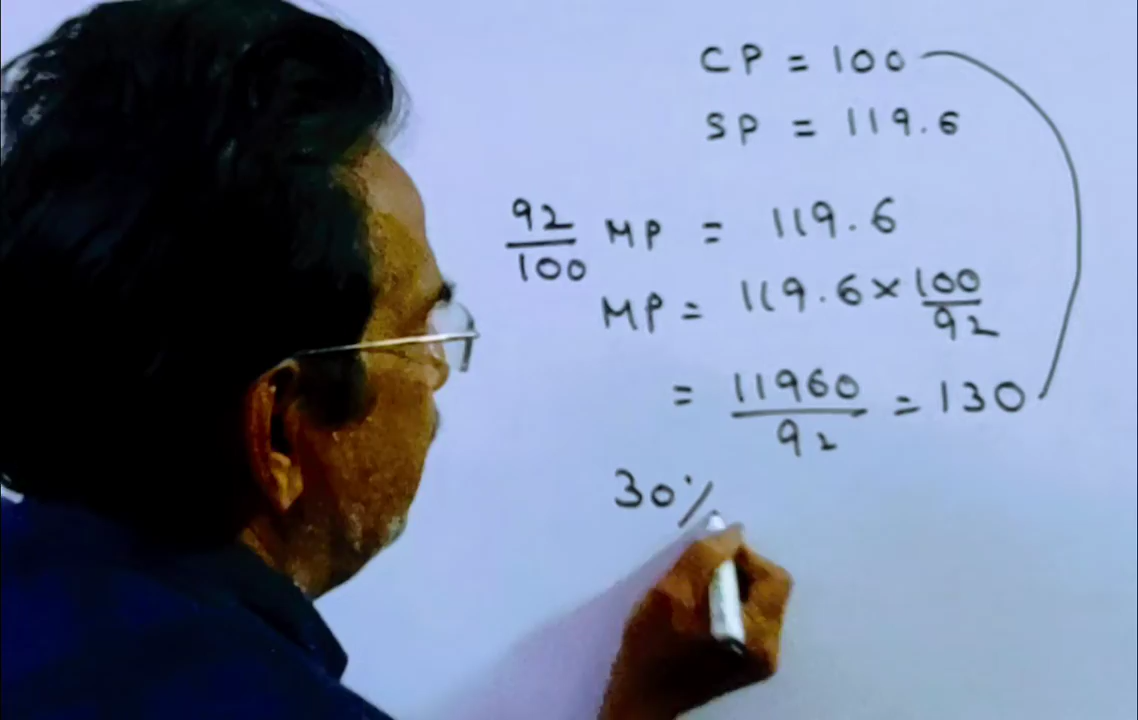 CP = 100
SP = 119.6
92/100 MP = 119.6
MP = 119.6 × 100/92
= 11960/92 = 130
30%